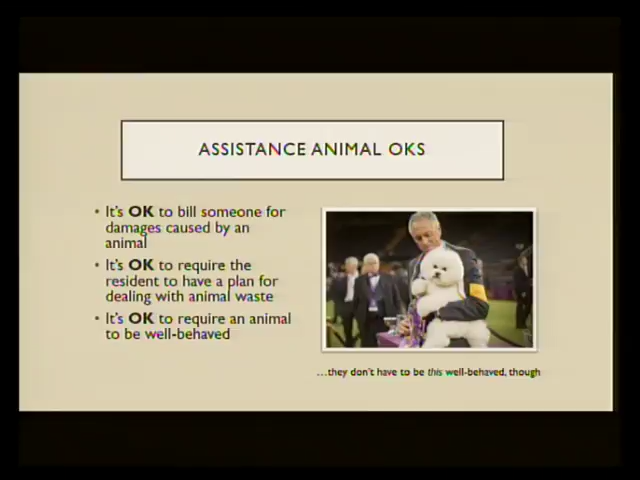 ASSISTANCE ANIMAL OKS
• It's OK to bill someone for
damages caused by an
animal
• It's OK to require the
resident to have a plan for
dealing with animal waste
• It's OK to require an animal
to be well-behaved
...they don't have to be this well-behaved, though